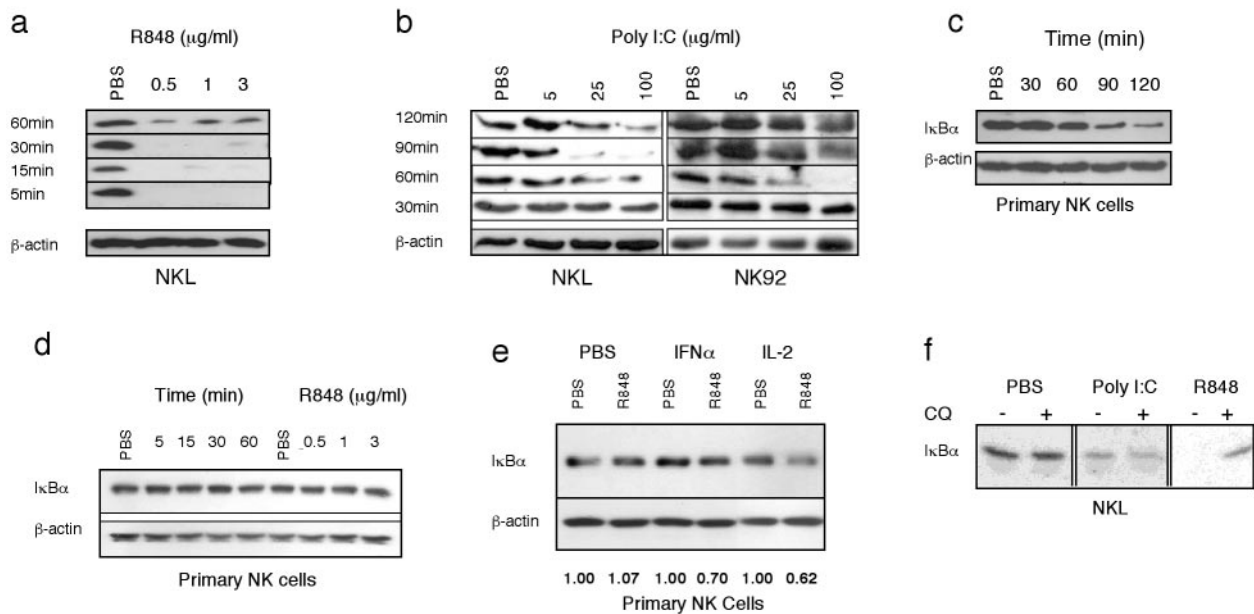 a
R848 (μg/ml)
PBS 0.5 1 3
60min
30min
15min
5min
β-actin
NKL
b
Poly I:C (μg/ml)
PBS 5 25 100 PBS 5 25 100
120min
90min
60min
30min
β-actin
NKL NK92
c
Time (min)
PBS 30 60 90 120
IκBα
β-actin
Primary NK cells
d
Time (min) R848 (μg/ml)
PBS 5 15 30 60 PBS 0.5 1 3
IκBα
β-actin
Primary NK cells
e
PBS IFNα IL-2
PBS R848 PBS R848 PBS R848
IκBα
β-actin
1.00 1.07 1.00 0.70 1.00 0.62
Primary NK Cells
f
PBS Poly I:C R848
CQ - + - + - +
IκBα
NKL